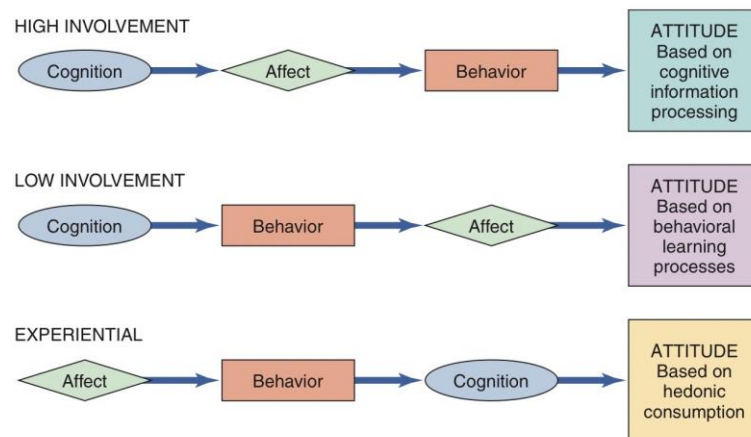 HIGH INVOLVEMENT
Cognition
Affect
Behavior
ATTITUDE
Based on
cognitive
information
processing
LOW INVOLVEMENT
Cognition
Behavior
Affect
ATTITUDE
Based on
behavioral
learning
processes
EXPERIENTIAL
Affect
Behavior
Cognition
ATTITUDE
Based on
hedonic
consumption